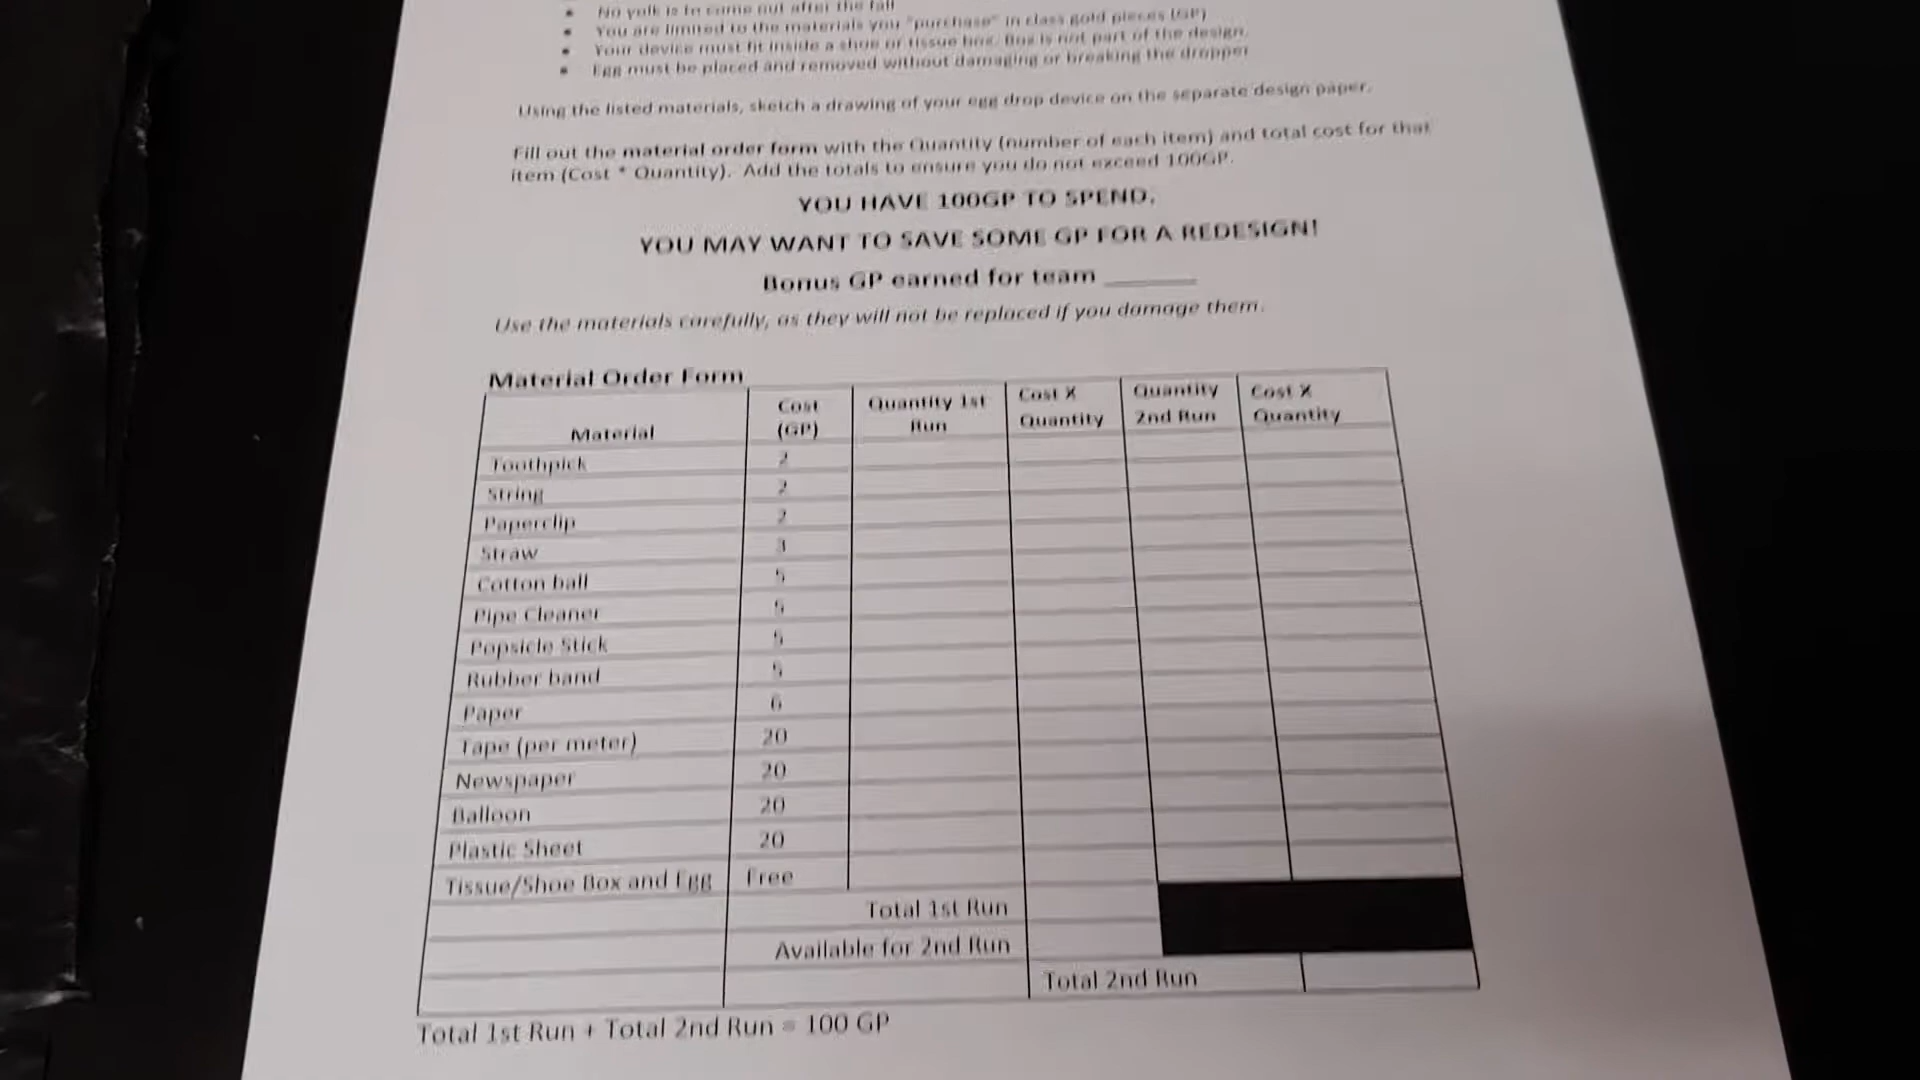 No yolk is to come out after the fall
You are limited to the materials you "purchase" in class gold pieces (GP)
Your device must fit inside a shoe or tissue box. Box is not part of the design.
Egg must be placed and removed without damaging or breaking the dropper
Using the listed materials, sketch a drawing of your egg drop device on the separate design paper.
Fill out the material order form with the Quantity (number of each item) and total cost for that
item (Cost * Quantity). Add the totals to ensure you do not exceed 100GP.
YOU HAVE 100GP TO SPEND.
YOU MAY WANT TO SAVE SOME GP FOR A REDESIGN!
Bonus GP earned for team ______
Use the materials carefully, as they will not be replaced if you damage them.
Material Order Form
Material Cost (GP) Quantity 1st Run Cost X Quantity Quantity 2nd Run Cost X Quantity
Toothpick 2
String 2
Paperclip 2
Straw 3
Cotton ball 5
Pipe Cleaner 5
Popsicle Stick 5
Rubber band 5
Paper 6
Tape (per meter) 20
Newspaper 20
Balloon 20
Plastic Sheet 20
Tissue/Shoe Box and Egg Free
Total 1st Run
Available for 2nd Run
Total 2nd Run
Total 1st Run + Total 2nd Run = 100 GP